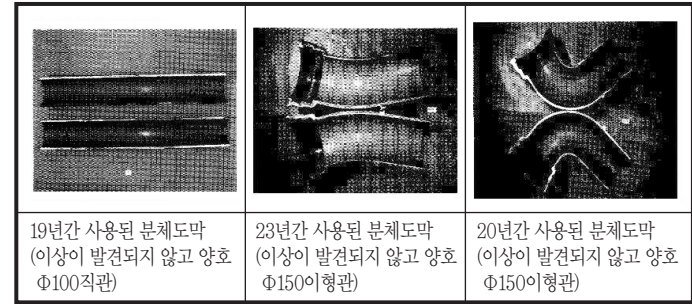 19년간 사용된 분체도막
(이상이 발견되지 않고 양호
Φ100직관)
23년간 사용된 분체도막
(이상이 발견되지 않고 양호
Φ150이형관)
20년간 사용된 분체도막
(이상이 발견되지 않고 양호
Φ150이형관)